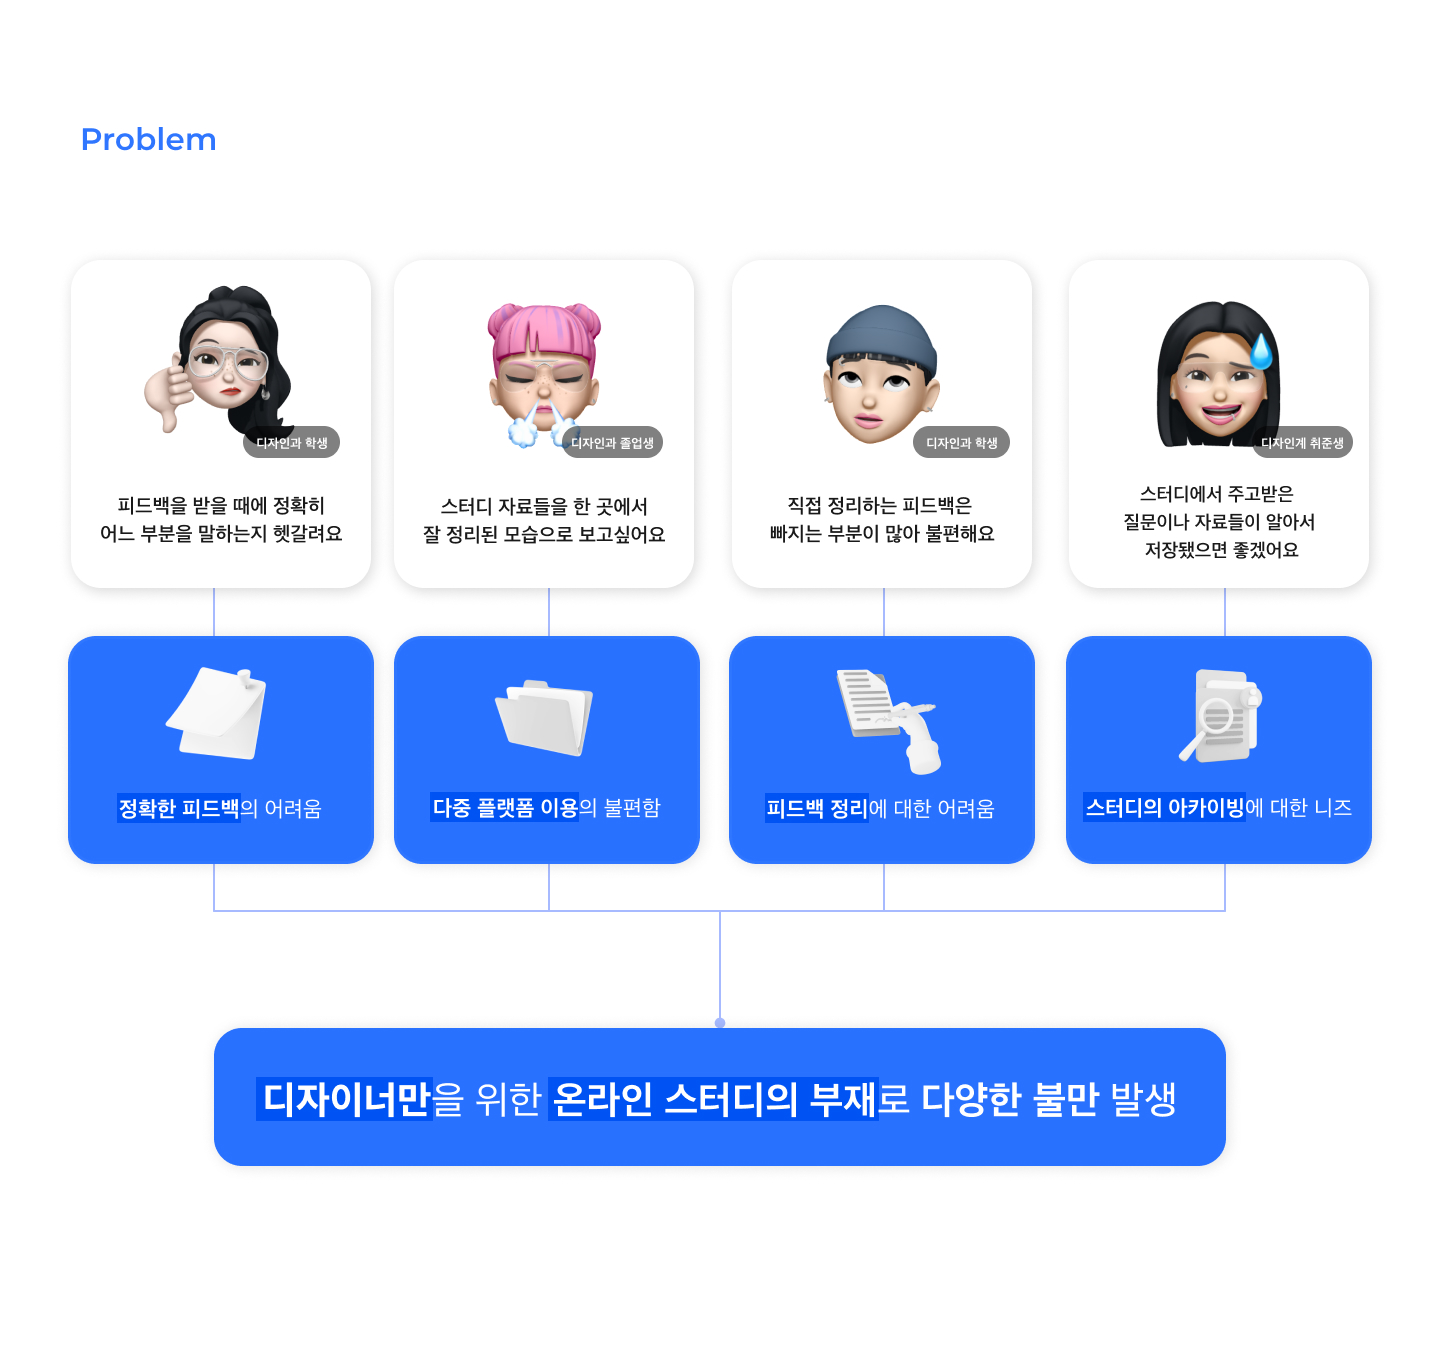 Problem
디자인과 학생
피드백을 받을 때에 정확히
어느 부분을 말하는지 헷갈려요
디자인과 졸업생
스터디 자료들을 한 곳에서
잘 정리된 모습으로 보고싶어요
디자인과 학생
직접 정리하는 피드백은
빠지는 부분이 많아 불편해요
디자인계 취준생
스터디에서 주고받은
질문이나 자료들이 알아서
저장됐으면 좋겠어요
정확한 피드백의 어려움
다중 플랫폼 이용의 불편함
피드백 정리에 대한 어려움
스터디의 아카이빙에 대한 니즈
디자이너만을 위한 온라인 스터디의 부재로 다양한 불만 발생